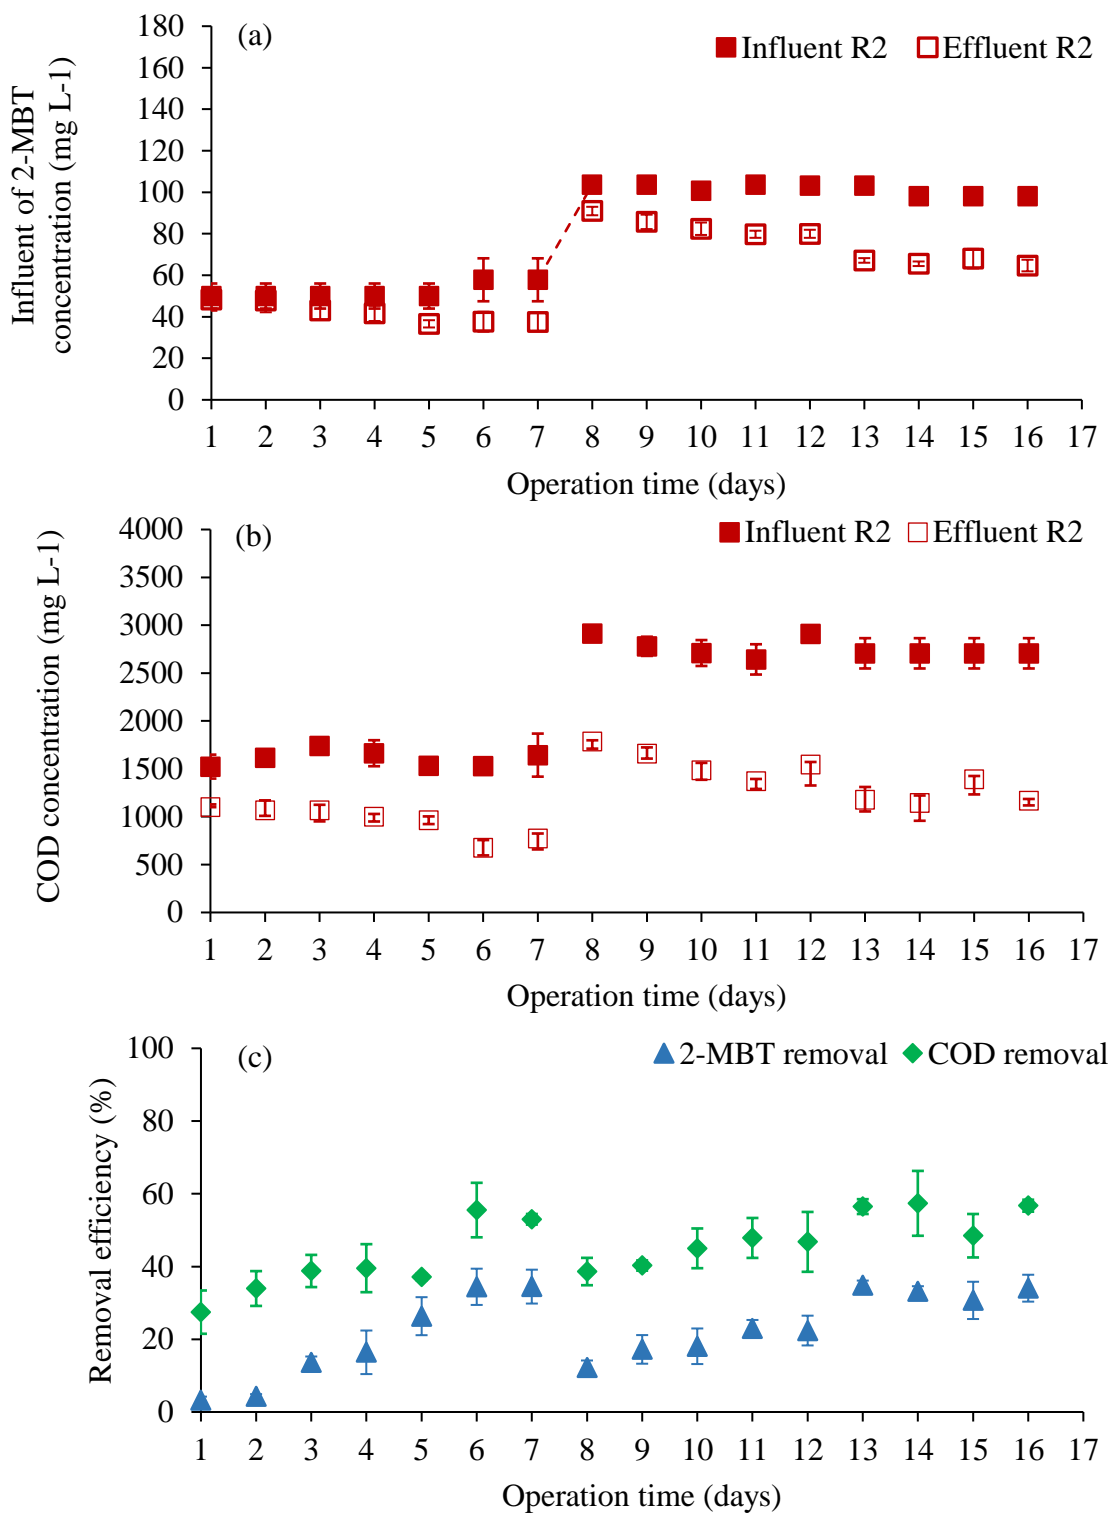 (a)
Influent R2 Effluent R2
Influent of 2-MBT
concentration (mg L-1)
180
160
140
120
100
80
60
40
20
0
1 2 3 4 5 6 7 8 9 10 11 12 13 14 15 16 17
Operation time (days)
(b)
Influent R2 Effluent R2
COD concentration (mg L-1)
4000
3500
3000
2500
2000
1500
1000
500
0
1 2 3 4 5 6 7 8 9 10 11 12 13 14 15 16 17
Operation time (days)
(c)
2-MBT removal COD removal
Removal efficiency (%)
100
80
60
40
20
0
1 2 3 4 5 6 7 8 9 10 11 12 13 14 15 16 17
Operation time (days)